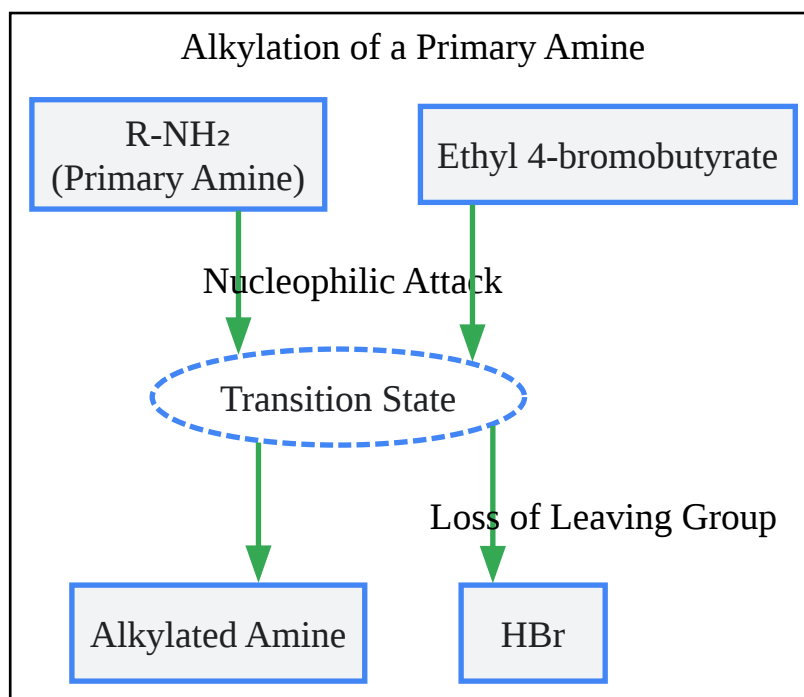 Alkylation of a Primary Amine
R-NH₂
(Primary Amine)
Ethyl 4-bromobutyrate
Nucleophilic Attack
Transition State
Loss of Leaving Group
Alkylated Amine
HBr